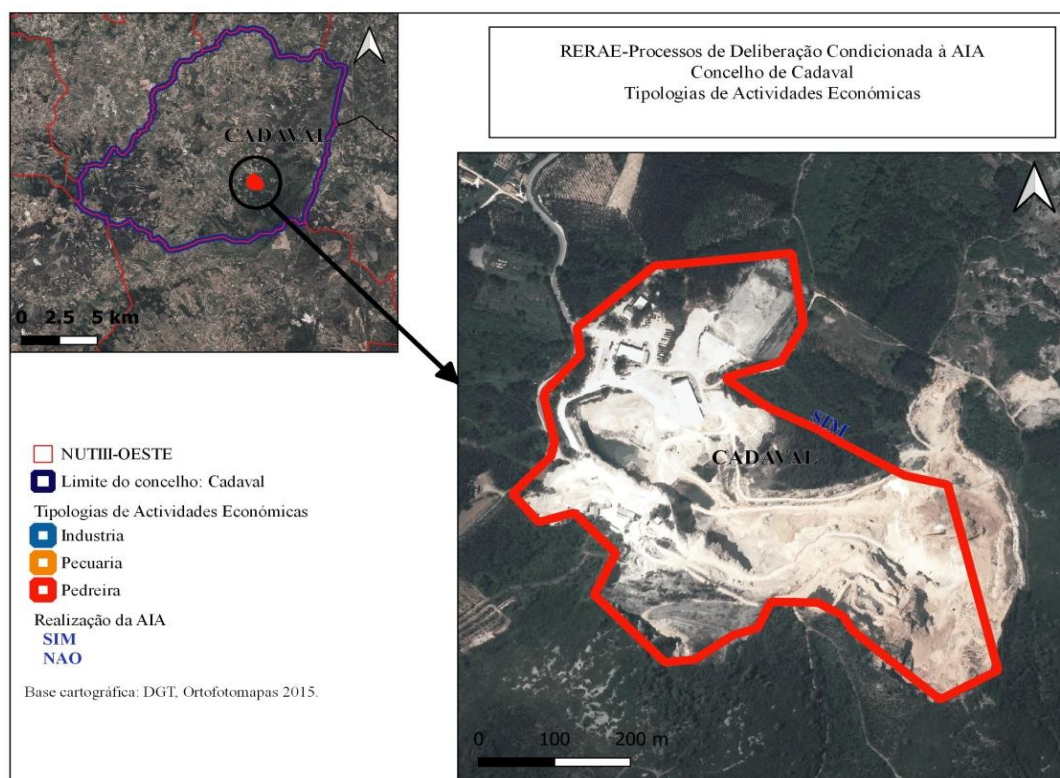 RERAE-Processos de Deliberação Condicionada à AIA
Concelho de Cadaval
Tipologias de Actividades Económicas
CADAVAL
0 2.5 5 km
SIM
CADAVAL
0 100 200 m
NUTIII-OESTE
Limite do concelho: Cadaval
Tipologias de Actividades Económicas
Industria
Pecuaria
Pedreira
Realização da AIA
SIM
NAO
Base cartográfica: DGT, Ortofotomapas 2015.